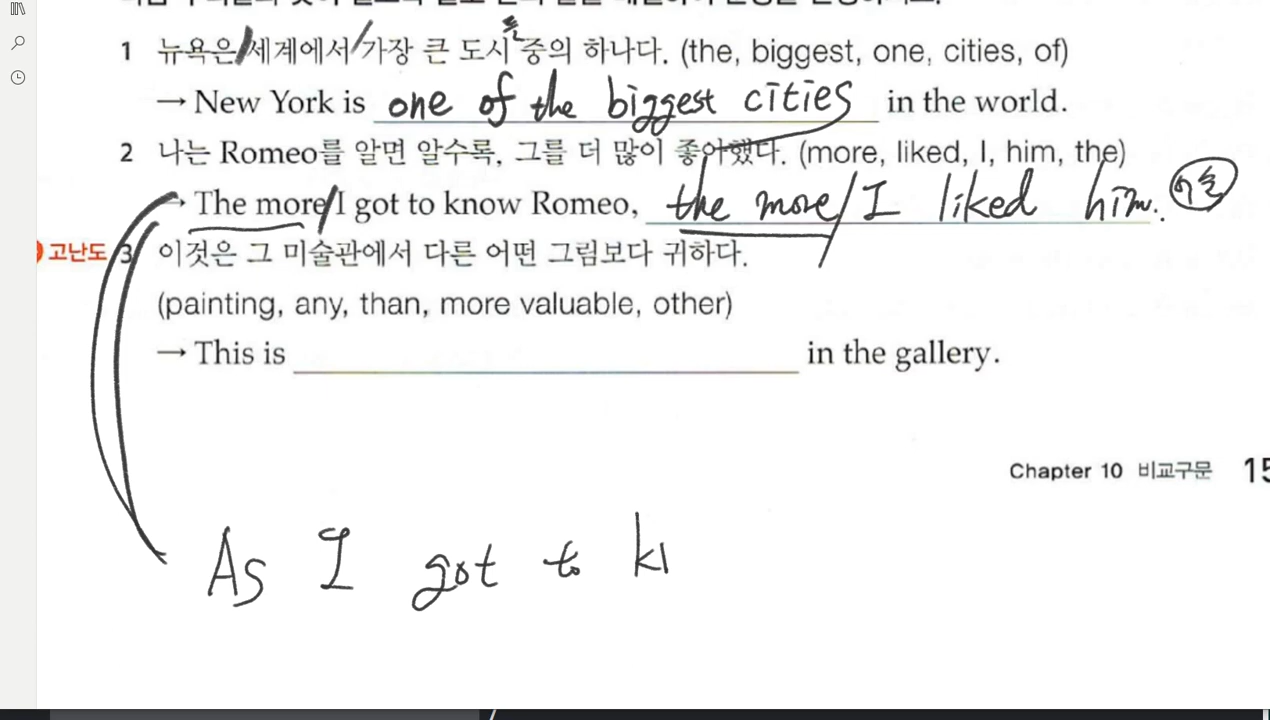 1 뉴욕은/세계에서/가장 큰 도시들 중의 하나다. (the, biggest, one, cities, of)
→ New York is one of the biggest cities in the world.
2 나는 Romeo를 알면 알수록, 그를 더 많이 좋아했다. (more, liked, I, him, the)
→ The more/I got to know Romeo, the more/I liked him. 어순
고난도 3 이것은 그 미술관에서 다른 어떤 그림보다 귀하다.
(painting, any, than, more valuable, other)
→ This is in the gallery.
Chapter 10 비교구문 15
As I got to